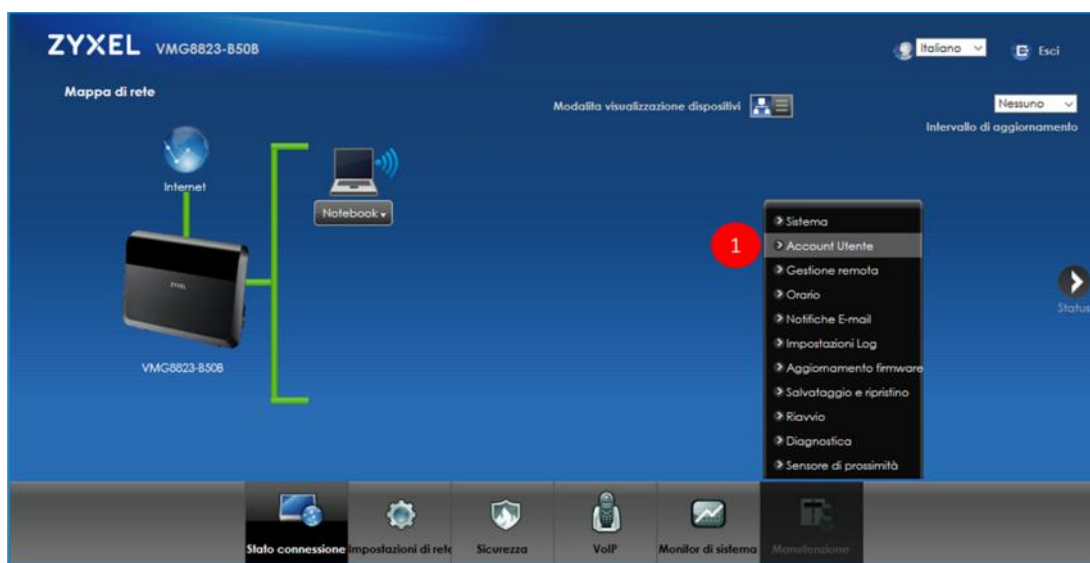 ZYXEL VMG8823-B50B
Italiano
Esci
Mappa di rete
Modalita visualizzazione dispositivi
Nessuno
Intervallo di aggiornamento
Internet
Notebook
ZYXEL
VMG8823-B50B
1
Sistema
Account Utente
Gestione remota
Orario
Notifiche E-mail
Impostazioni Log
Aggiornamento firmware
Salvataggio e ripristino
Riavvio
Diagnostica
Sensore di prossimità
Status
Stato connessione
Impostazioni di rete
Sicurezza
VoIP
Monitor di sistema
Manutenzione